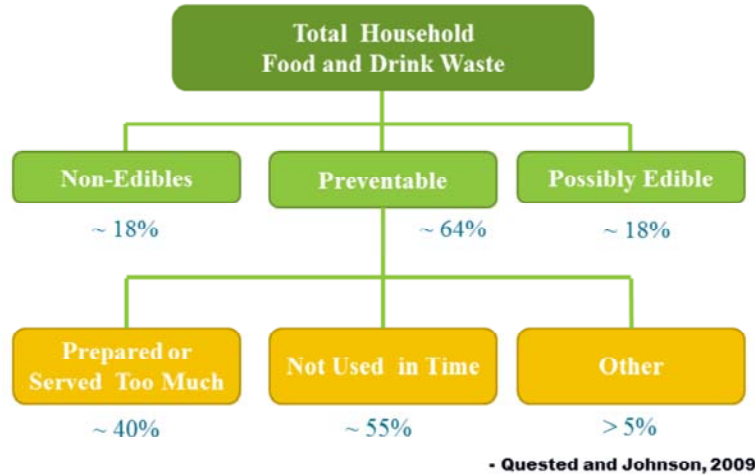 Total Household
Food and Drink Waste
Non-Edibles
Preventable
Possibly Edible
~ 18%
~ 64%
~ 18%
Prepared or
Served Too Much
Not Used in Time
Other
~ 40%
~ 55%
> 5%
- Quested and Johnson, 2009